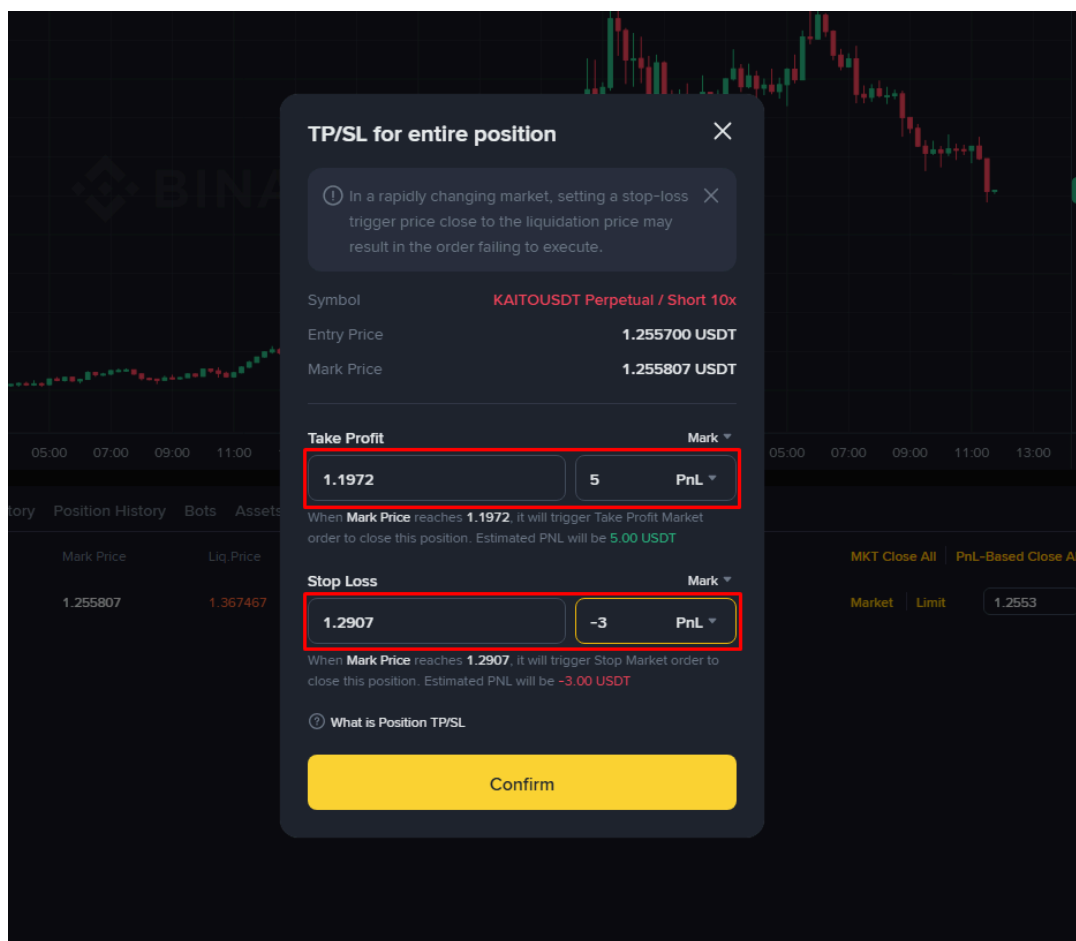 BINA
TP/SL for entire position
In a rapidly changing market, setting a stop-loss
trigger price close to the liquidation price may
result in the order failing to execute.
Symbol KAITOUSDT Perpetual / Short 10x
Entry Price 1.255700 USDT
Mark Price 1.255807 USDT
Take Profit Mark
1.1972 5 PnL
When Mark Price reaches 1.1972, it will trigger Take Profit Market
order to close this position. Estimated PNL will be 5.00 USDT
Stop Loss Mark
1.2907 -3 PnL
When Mark Price reaches 1.2907, it will trigger Stop Market order to
close this position. Estimated PNL will be -3.00 USDT
What is Position TP/SL
Confirm
05:00 07:00 09:00 11:00 05:00 07:00 09:00 11:00 13:00
tory Position History Bots Assets
Mark Price Liq.Price MKT Close All PnL-Based Close A
1.255807 1.367467 Market Limit 1.2553